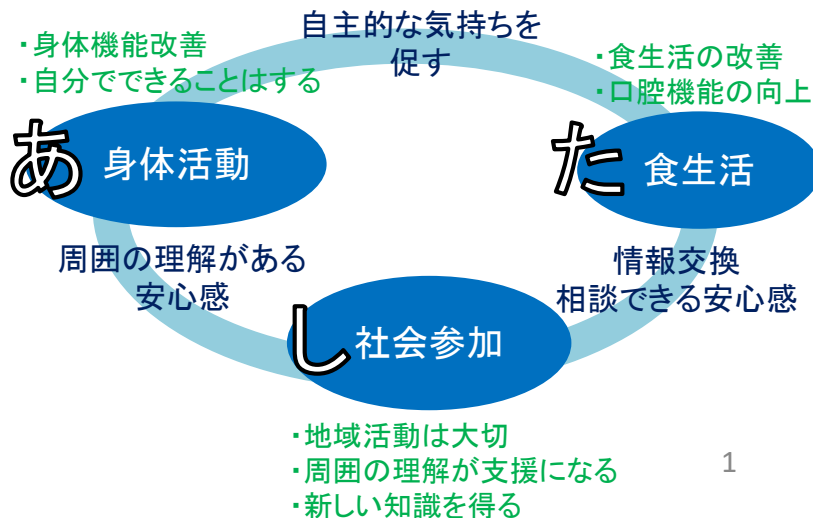 自主的な気持ちを
促す
・身体機能改善
・自分でできることはする
・食生活の改善
・口腔機能の向上
あ 身体活動
た 食生活
周囲の理解がある
安心感
情報交換
相談できる安心感
し 社会参加
・地域活動は大切
・周囲の理解が支援になる
・新しい知識を得る
1